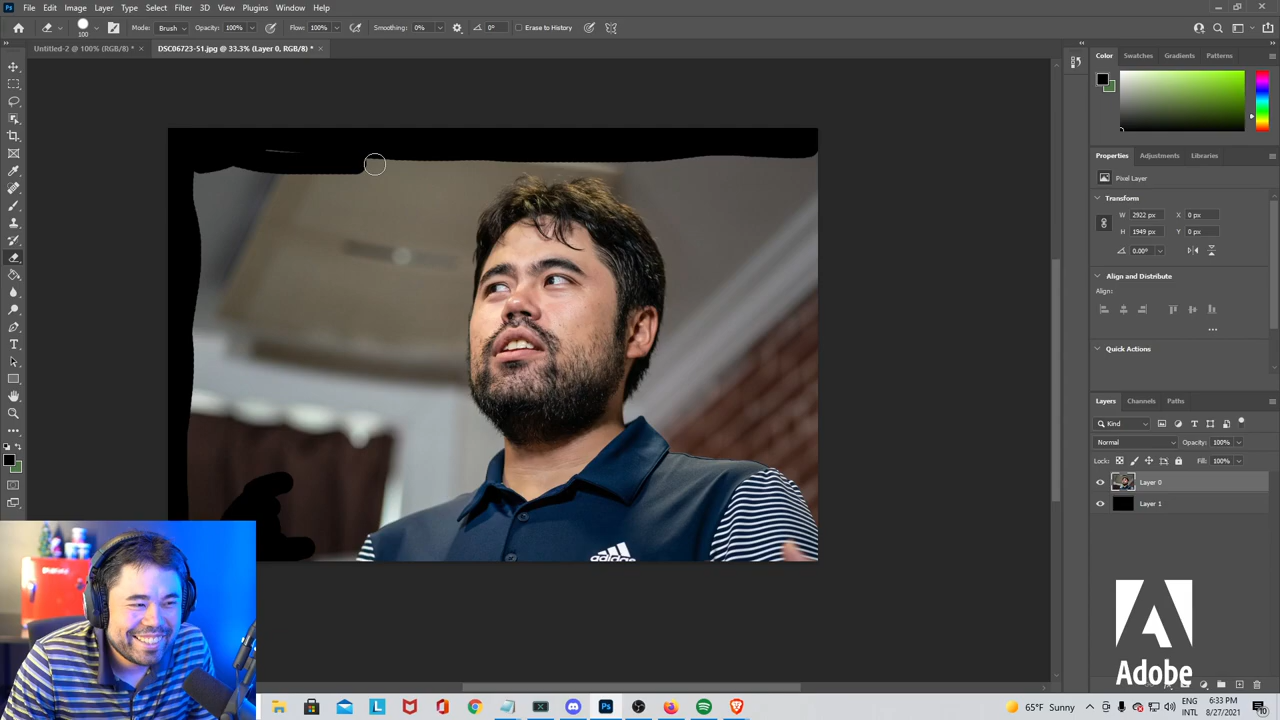 Ps File Edit Image Layer Type Select Filter 3D View Plugins Window Help
100 Mode: Brush Opacity: 100% Flow: 100% Smoothing: 0% 0° Erase to History
Untitled-2 @ 100% (RGB/8) * × DSC06723-51.jpg @ 33.3% (Layer 0, RGB/8) * ×
Color Swatches Gradients Patterns
Properties Adjustments Libraries
Pixel Layer
Transform
W 2922 px X 0 px
H 1949 px Y 0 px
0.00°
Align and Distribute
Align:
Quick Actions
Layers Channels Paths
Kind
Normal Opacity: 100%
Lock: Fill: 100%
Layer 0
Layer 1
adidas
Adobe
65°F Sunny
ENG
INTL
6:33 PM
8/27/2021